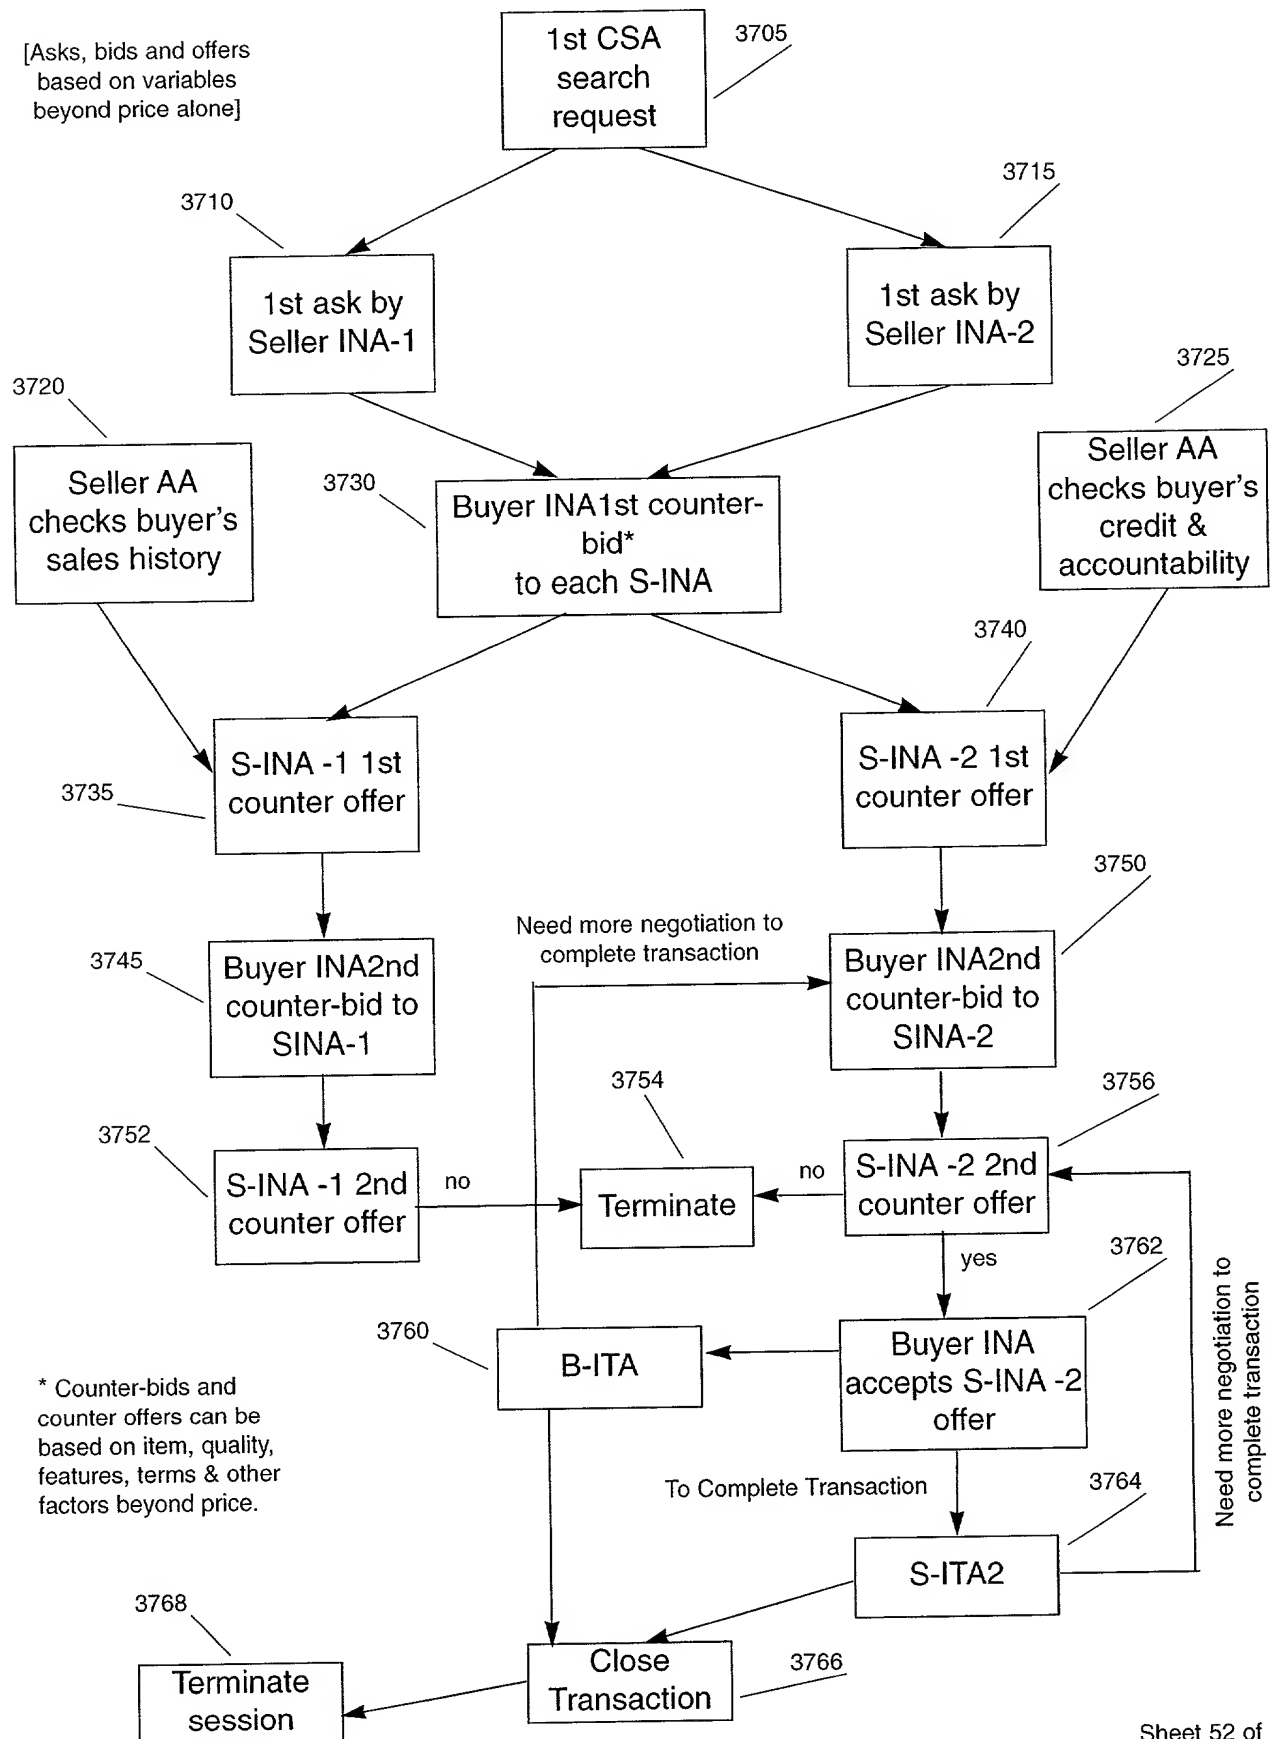 [Asks, bids and offers
based on variables
beyond price alone]
1st CSA
search
request
3705
3710
3715
1st ask by
Seller INA-1
1st ask by
Seller INA-2
3720
3725
Seller AA
checks buyer's
sales history
3730
Buyer INA1st counter-
bid*
to each S-INA
Seller AA
checks buyer's
credit &
accountability
3740
S-INA -1 1st
counter offer
S-INA -2 1st
counter offer
3735
3750
Need more negotiation to
complete transaction
3745
Buyer INA2nd
counter-bid to
SINA-1
Buyer INA2nd
counter-bid to
SINA-2
3754
3756
3752
S-INA -1 2nd
counter offer
no
Terminate
no
S-INA -2 2nd
counter offer
yes
3762
Need more negotiation to
complete transaction
3760
B-ITA
Buyer INA
accepts S-INA -2
offer
* Counter-bids and
counter offers can be
based on item, quality,
features, terms & other
factors beyond price.
To Complete Transaction
3764
S-ITA2
3768
Terminate
session
Close
Transaction
3766
Sheet 52 of